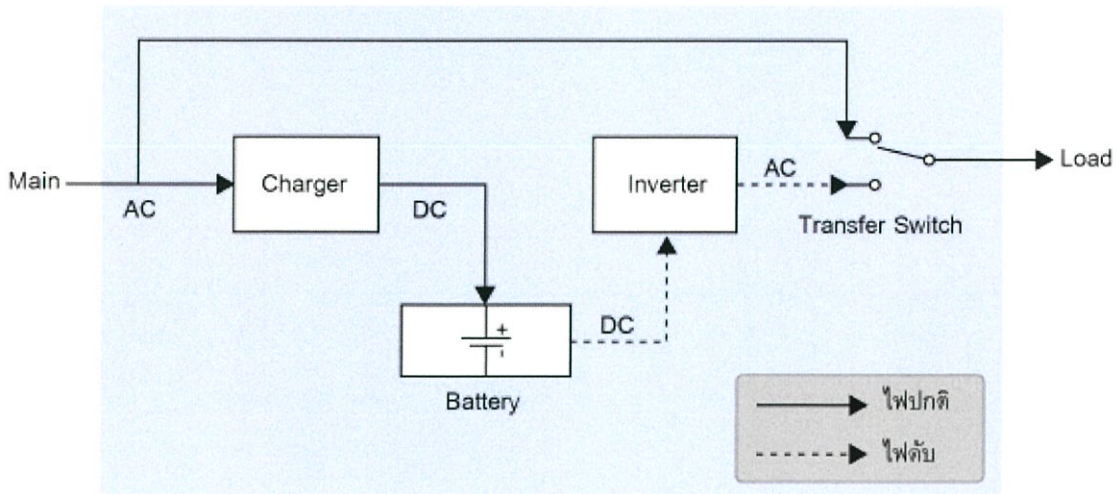 Main
AC
Charger
DC
Inverter
AC
Load
Transfer Switch
+
-
DC
Battery
ไฟปกติ
ไฟดับ